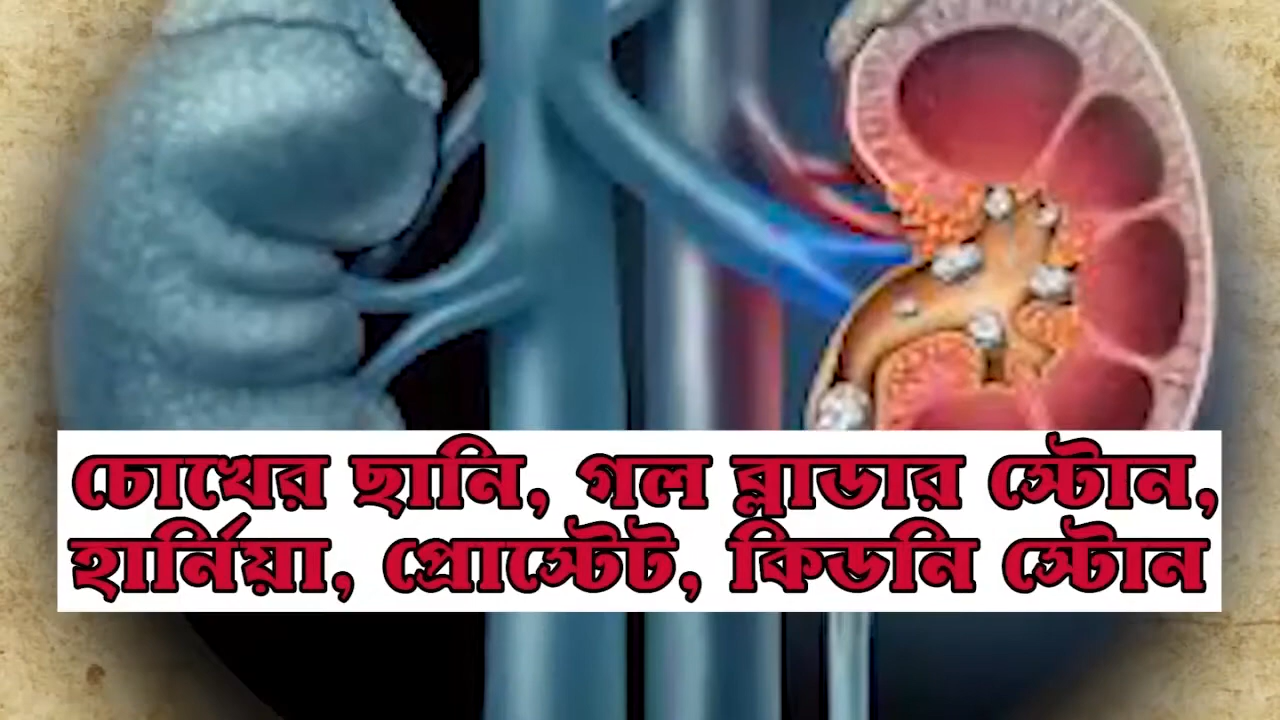 চোখের ছানি, গল ব্লাডার স্টোন,
হার্নিয়া, প্রোস্টেট, কিডনি স্টোন